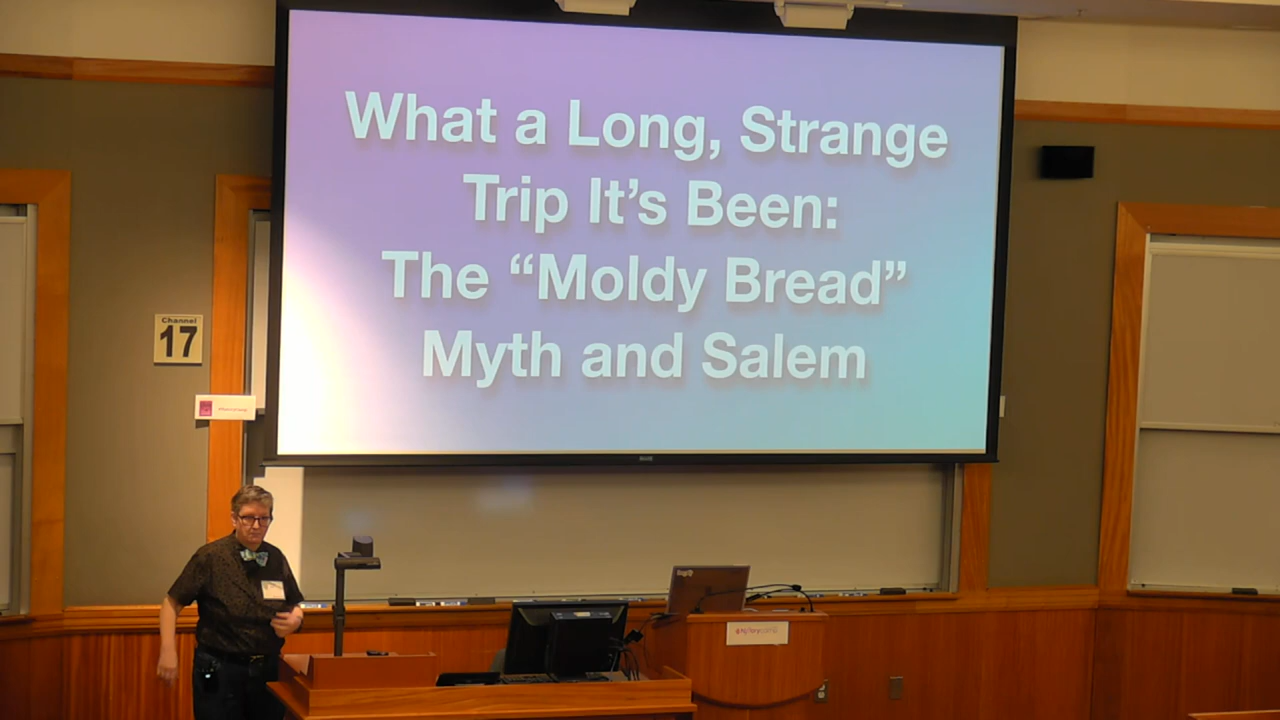 What a Long, Strange
Trip It’s Been:
The “Moldy Bread”
Myth and Salem
Channel
17